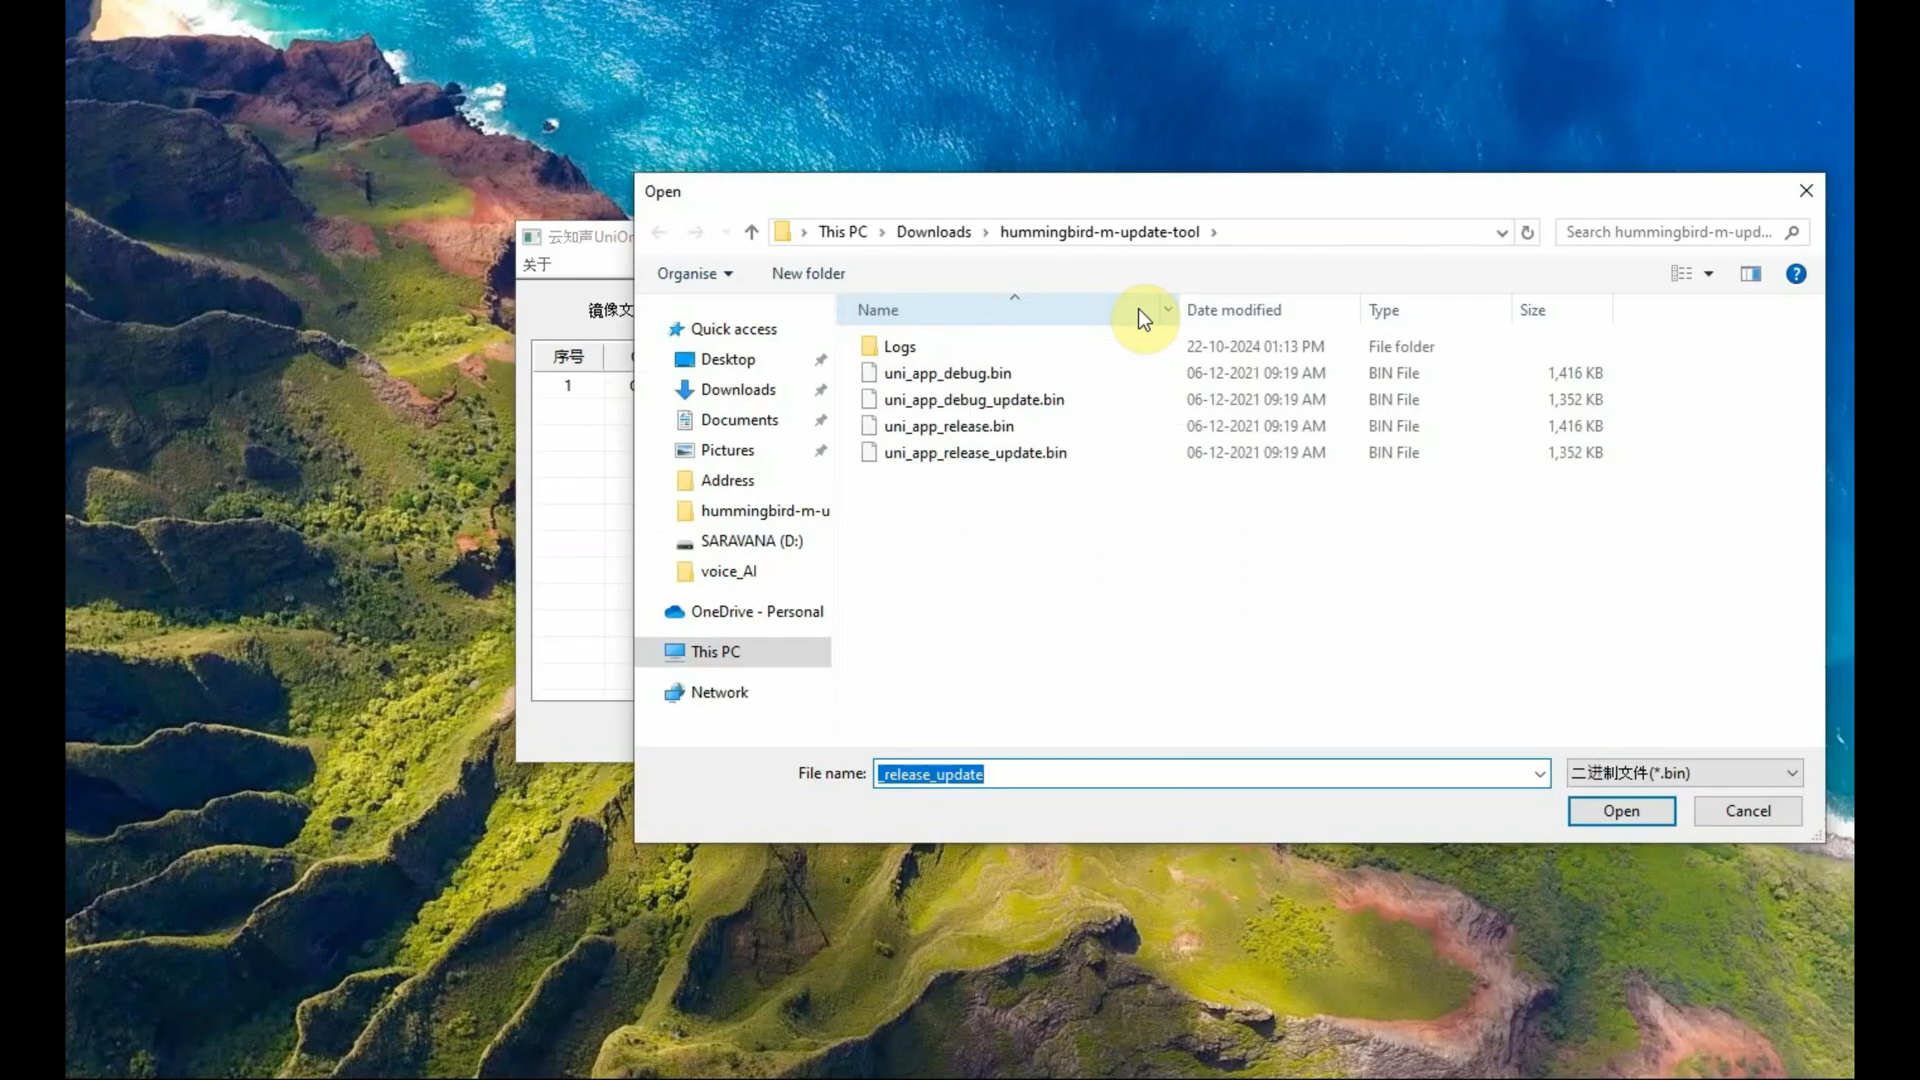 Open
This PC
Downloads
hummingbird-m-update-tool
Search hummingbird-m-upd...
云知声UniOn
关于
镜像文
序号
1
Organise
New folder
Name
Date modified
Type
Size
Quick access
Desktop
Downloads
Documents
Pictures
Address
hummingbird-m-u
SARAVANA (D:)
voice_AI
OneDrive - Personal
This PC
Network
Logs 22-10-2024 01:13 PM File folder
uni_app_debug.bin 06-12-2021 09:19 AM BIN File 1,416 KB
uni_app_debug_update.bin 06-12-2021 09:19 AM BIN File 1,352 KB
uni_app_release.bin 06-12-2021 09:19 AM BIN File 1,416 KB
uni_app_release_update.bin 06-12-2021 09:19 AM BIN File 1,352 KB
File name: _release_update
二进制文件(*.bin)
Open
Cancel